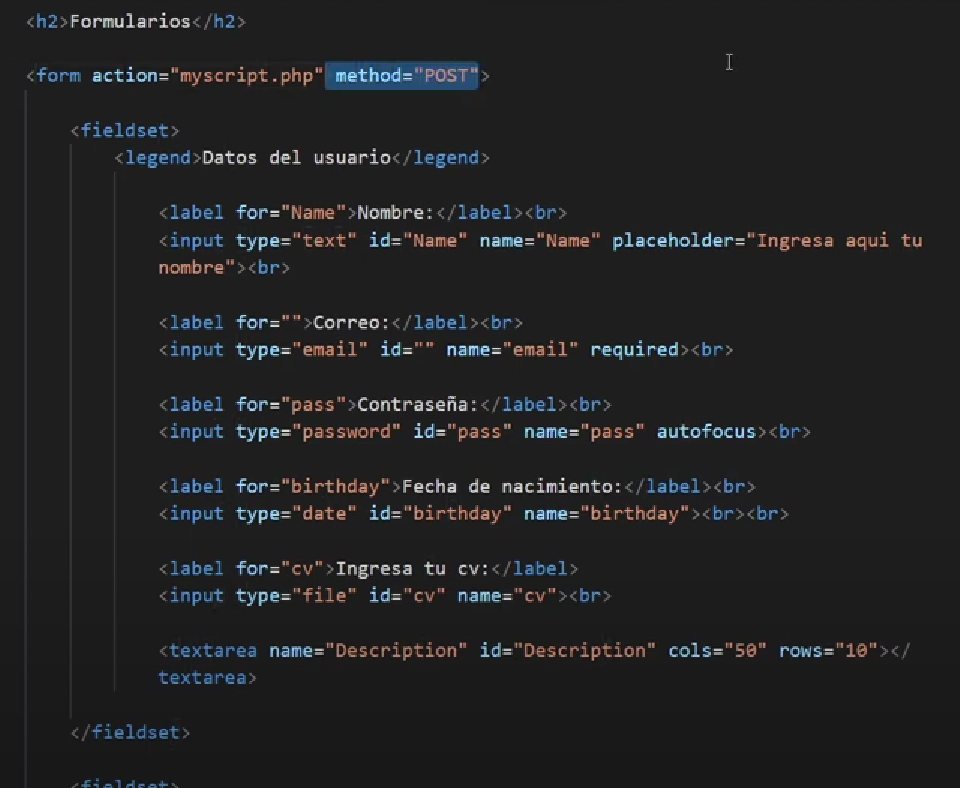 <h2>Formularios</h2>
<form action="myscript.php" method="POST">
<fieldset>
<legend>Datos del usuario</legend>
<label for="Name">Nombre:</label><br>
<input type="text" id="Name" name="Name" placeholder="Ingresa aqui tu
nombre"><br>
<label for="">Correo:</label><br>
<input type="email" id="" name="email" required><br>
<label for="pass">Contraseña:</label><br>
<input type="password" id="pass" name="pass" autofocus><br>
<label for="birthday">Fecha de nacimiento:</label><br>
<input type="date" id="birthday" name="birthday"><br><br>
<label for="cv">Ingresa tu cv:</label>
<input type="file" id="cv" name="cv"><br>
<textarea name="Description" id="Description" cols="50" rows="10"></
textarea>
</fieldset>
<fieldset>